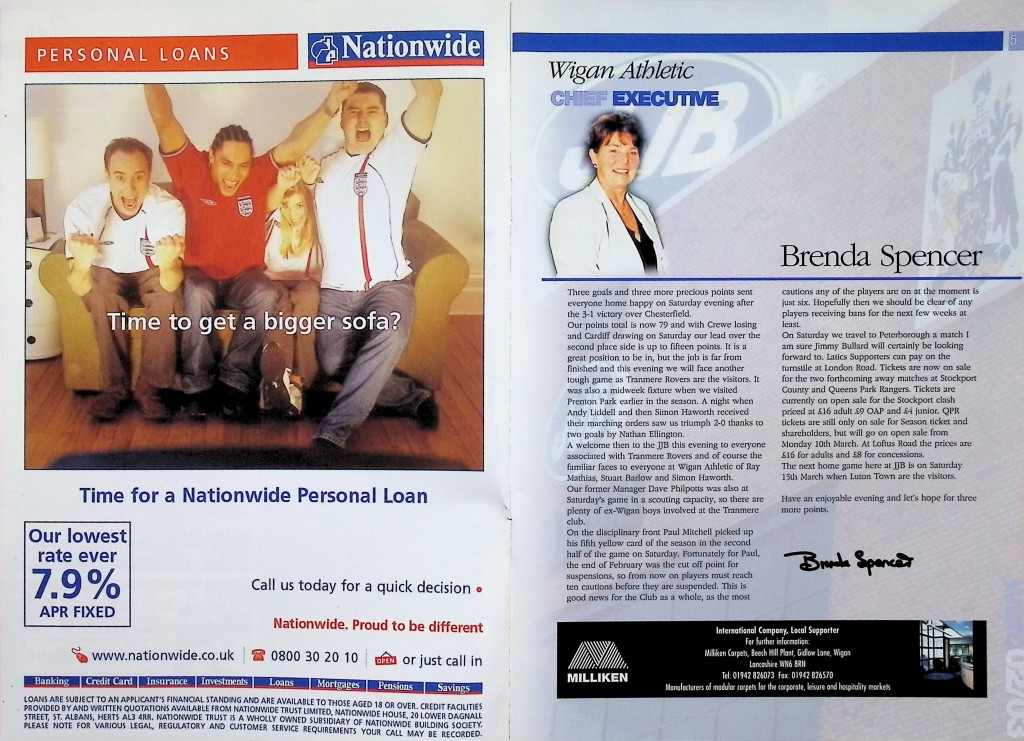 PERSONAL LOANS
Nationwide
Time to get a bigger sofa?
Time for a Nationwide Personal Loan
Our lowest
rate ever
7.9%
APR FIXED
Call us today for a quick decision •
Nationwide. Proud to be different
www.nationwide.co.uk
0800 30 20 10
OPEN or just call in
Banking Credit Card Insurance Investments Loans Mortgages Pensions Savings
LOANS ARE SUBJECT TO AN APPLICANT'S FINANCIAL STANDING AND ARE AVAILABLE TO THOSE AGED 18 OR OVER. CREDIT FACILITIES
PROVIDED BY AND WRITTEN QUOTATIONS AVAILABLE FROM NATIONWIDE TRUST LIMITED, NATIONWIDE HOUSE, 20 LOWER DAGNALL
STREET, ST. ALBANS, HERTS AL3 4RR. NATIONWIDE TRUST IS A WHOLLY OWNED SUBSIDIARY OF NATIONWIDE BUILDING SOCIETY.
PLEASE NOTE FOR VARIOUS LEGAL, REGULATORY AND CUSTOMER SERVICE REQUIREMENTS YOUR CALL MAY BE RECORDED.
5
Wigan Athletic
CHIEF EXECUTIVE
JJB
Brenda Spencer
Three goals and three more precious points sent
everyone home happy on Saturday evening after
the 3-1 victory over Chesterfield.
Our points total is now 79 and with Crewe losing
and Cardiff drawing on Saturday our lead over the
second place side is up to fifteen points. It is a
great position to be in, but the job is far from
finished and this evening we will face another
tough game as Tranmere Rovers are the visitors. It
was also a midweek fixture when we visited
Prenton Park earlier in the season. A night when
Andy Liddell and then Simon Haworth received
their marching orders saw us triumph 2-0 thanks to
two goals by Nathan Ellington.
A welcome then to the JJB this evening to everyone
associated with Tranmere Rovers and of course the
familiar faces to everyone at Wigan Athletic of Ray
Mathias, Stuart Barlow and Simon Haworth.
Our former Manager Dave Philpotts was also at
Saturday's game in a scouting capacity, so there are
plenty of ex-Wigan boys involved at the Tranmere
club.
On the disciplinary front Paul Mitchell picked up
his fifth yellow card of the season in the second
half of the game on Saturday. Fortunately for Paul,
the end of February was the cut off point for
suspensions, so from now on players must reach
ten cautions before they are suspended. This is
good news for the Club as a whole, as the most
cautions any of the players are on at the moment is
just six. Hopefully then we should be clear of any
players receiving bans for the next few weeks at
least.
On Saturday we travel to Peterborough a match I
am sure Jimmy Bullard will certainly be looking
forward to. Latics Supporters can pay on the
turnstile at London Road. Tickets are now on sale
for the two forthcoming away matches at Stockport
County and Queens Park Rangers. Tickets are
currently on open sale for the Stockport clash
priced at £16 adult £9 OAP and £4 junior. QPR
tickets are still only on sale for Season ticket and
shareholders, but will go on open sale from
Monday 10th March. At Loftus Road the prices are
£16 for adults and £8 for concessions.
The next home game here at JJB is on Saturday
15th March when Luton Town are the visitors.
Have an enjoyable evening and let's hope for three
more points.
Brenda Spencer
MILLIKEN
International Company, Local Supporter
For further information:
Milliken Carpets, Beech Hill Plant, Gidlow Lane, Wigan
Lancashire WN6 8RN
Tel: 01942 826073 Fax: 01942 826570
Manufacturers of modular carpets for the corporate, leisure and hospitality markets
02/03